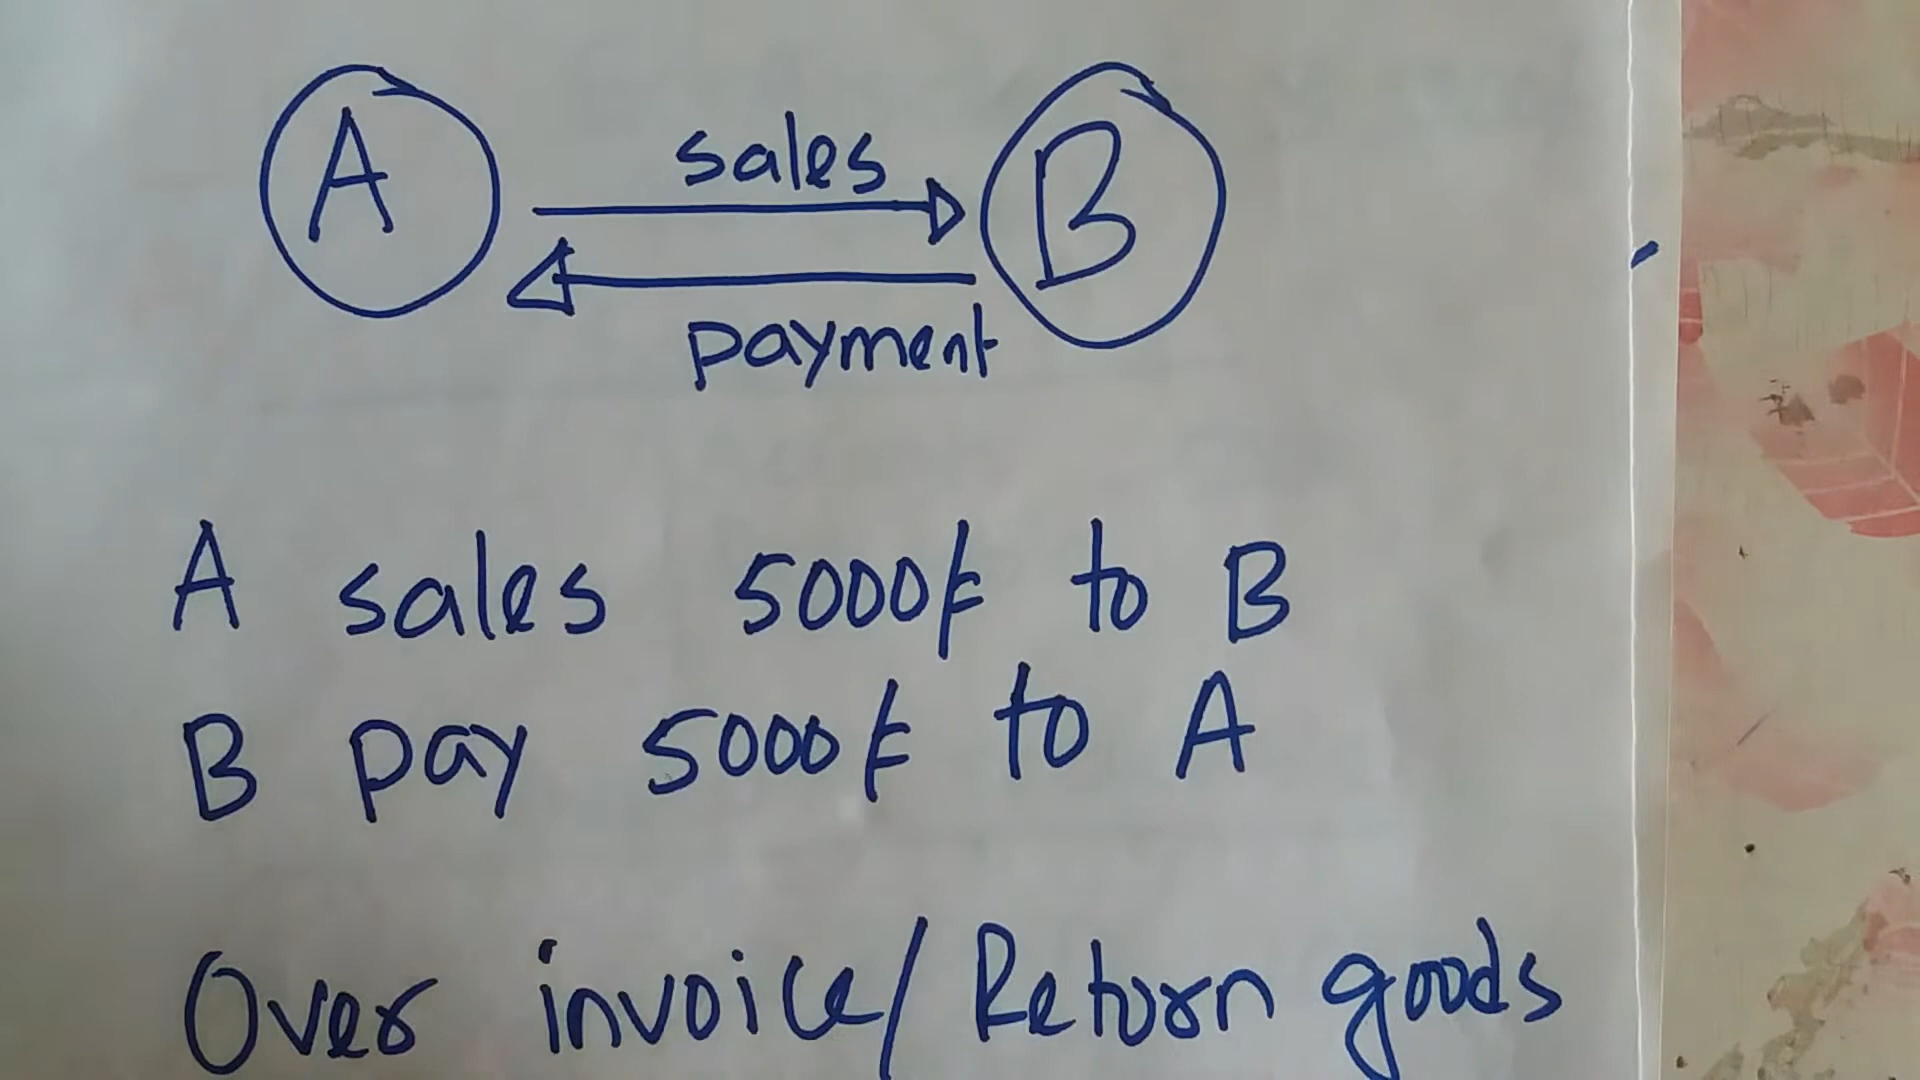 A sales B
payment
A sales 5000/= to B
B pay 5000/= to A
Over invoice/Return goods